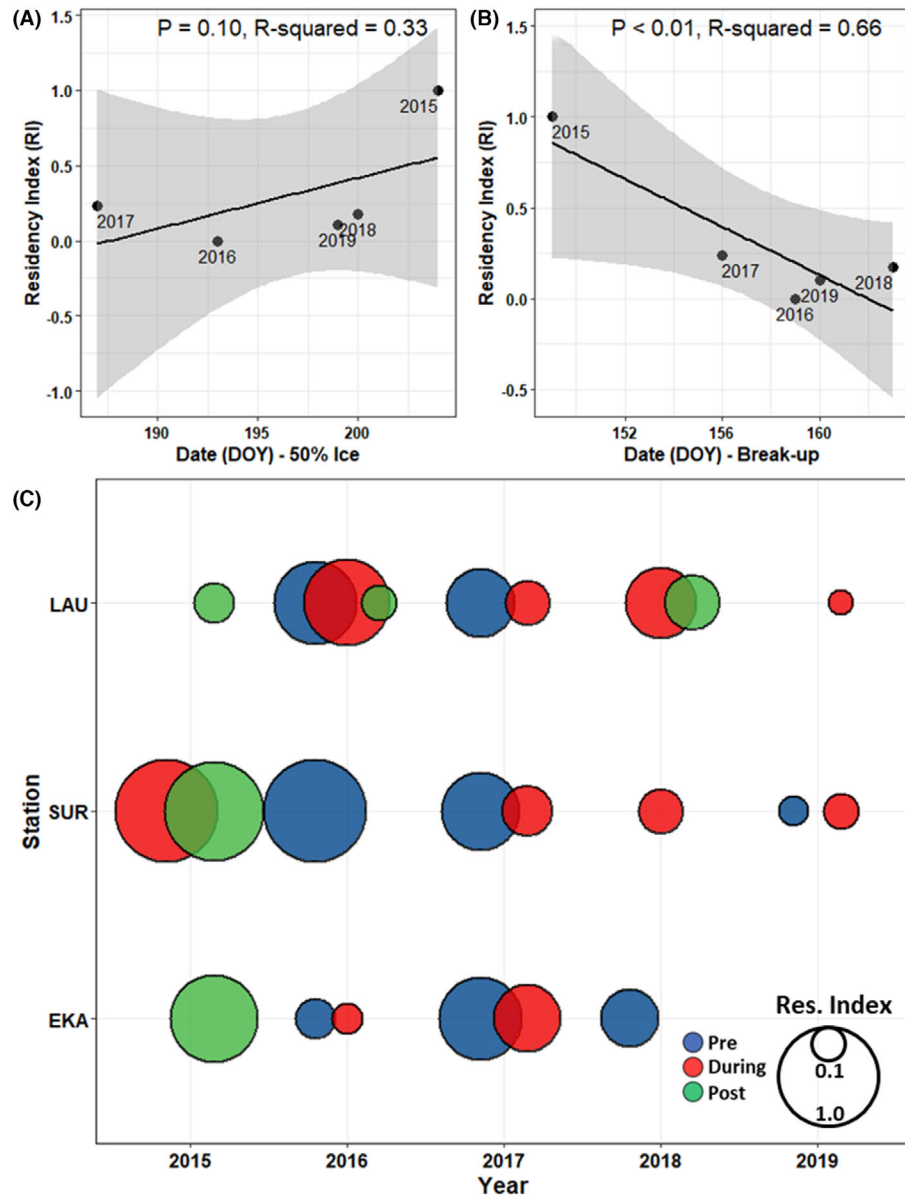 (A)
P = 0.10, R-squared = 0.33
1.5
1.0
0.5
0.0
-0.5
-1.0
Residency Index (RI)
2015
2017
2016
2019
2018
190
195
200
Date (DOY) - 50% Ice
(B)
P < 0.01, R-squared = 0.66
1.5
1.0
0.5
0.0
-0.5
Residency Index (RI)
2015
2017
2016
2019
2018
152
156
160
Date (DOY) - Break-up
(C)
Station
LAU
SUR
EKA
Pre
During
Post
Res. Index
0.1
1.0
2015
2016
2017
2018
2019
Year